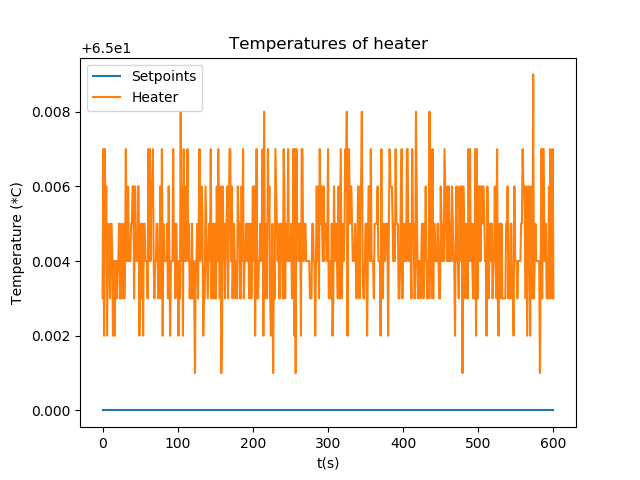 Temperatures of heater
+6.5e1
Setpoints
Heater
0.008
0.006
0.004
0.002
0.000
Temperature (*C)
0
100
200
300
400
500
600
t(s)